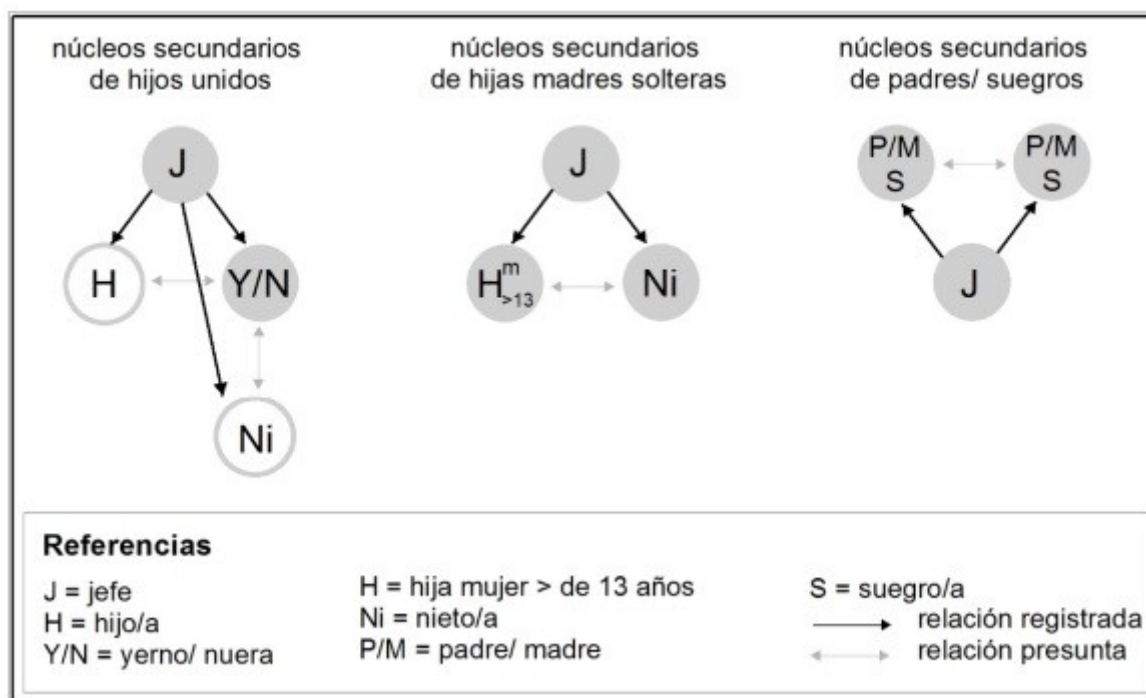 núcleos secundarios
de hijos unidos
J
H
Y/N
Ni
núcleos secundarios
de hijas madres solteras
J
H m >13
Ni
núcleos secundarios
de padres/ suegros
P/M
S
P/M
S
J
Referencias
J = jefe
H = hijo/a
Y/N = yerno/ nuera
H = hija mujer > de 13 años
Ni = nieto/a
P/M = padre/ madre
S = suegro/a
relación registrada
relación presunta